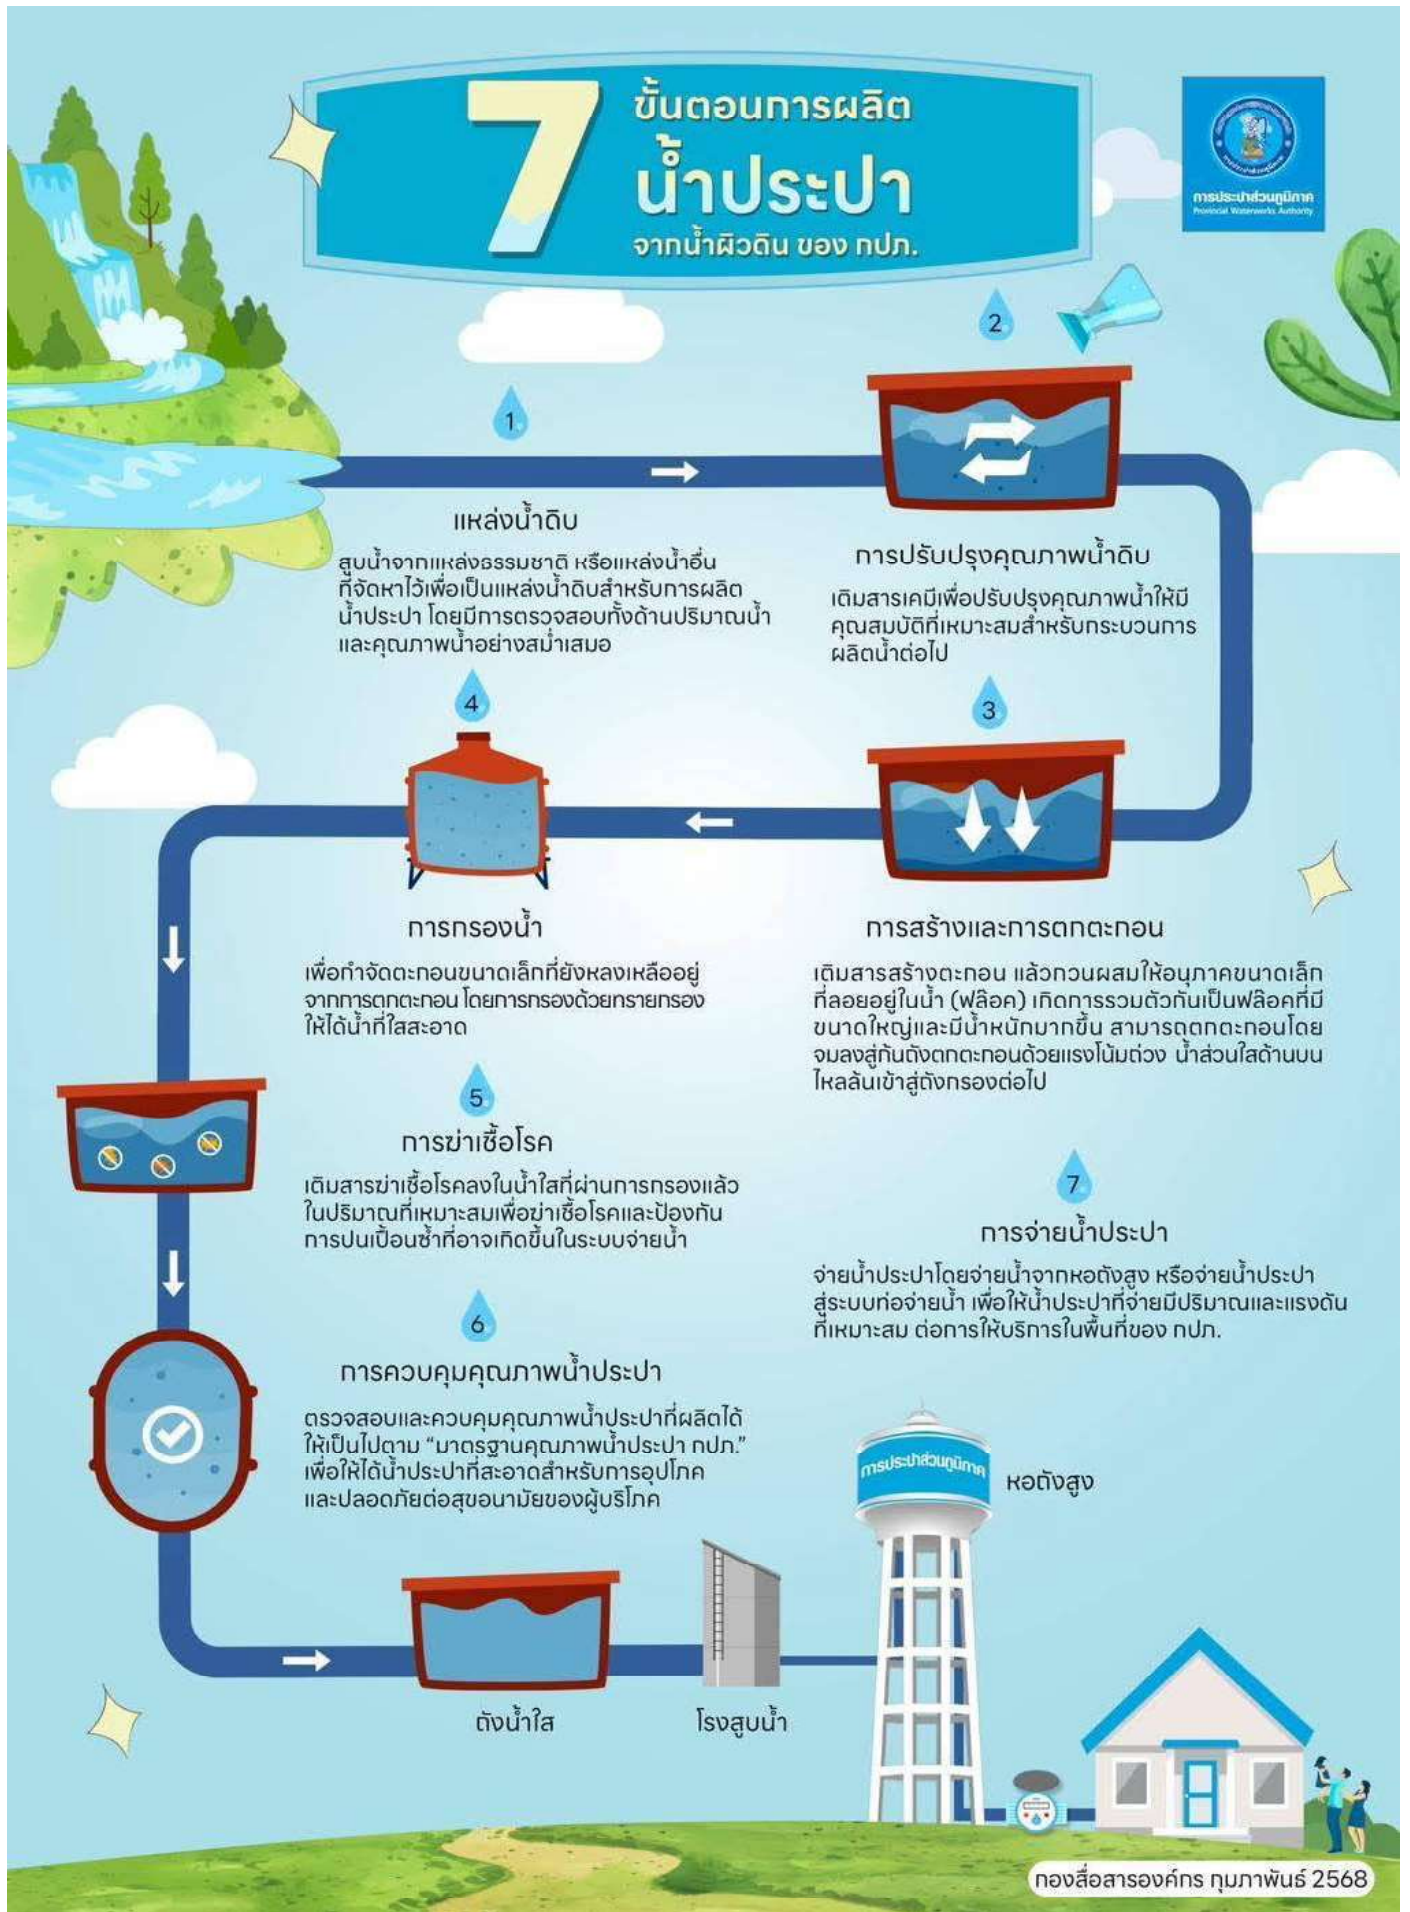 7
ขั้นตอนการผลิต
น้ำประปา
จากน้ำผิวดิน ของ กปภ.
การประปาส่วนภูมิภาค
Provincial Waterworks Authority
1.
แหล่งน้ำดิบ
สูบน้ำจากแหล่งธรรมชาติ หรือแหล่งน้ำอื่น
ที่จัดหาไว้เพื่อเป็นแหล่งน้ำดิบสำหรับการผลิต
น้ำประปา โดยมีการตรวจสอบทั้งด้านปริมาณน้ำ
และคุณภาพน้ำอย่างสม่ำเสมอ
2.
การปรับปรุงคุณภาพน้ำดิบ
เติมสารเคมีเพื่อปรับปรุงคุณภาพน้ำให้มี
คุณสมบัติที่เหมาะสมสำหรับกระบวนการ
ผลิตน้ำต่อไป
3.
การสร้างและการตกตะกอน
เติมสารสร้างตะกอน แล้วกวนผสมให้อนุภาคขนาดเล็ก
ที่ลอยอยู่ในน้ำ (ฟล๊อค) เกิดการรวมตัวกันเป็นฟล๊อคที่มี
ขนาดใหญ่และมีน้ำหนักมากขึ้น สามารถตกตะกอนโดย
จมลงสู่ก้นถังตกตะกอนด้วยแรงโน้มถ่วง น้ำส่วนใสด้านบน
ไหลล้นเข้าสู่ถังกรองต่อไป
4.
การกรองน้ำ
เพื่อกำจัดตะกอนขนาดเล็กที่ยังหลงเหลืออยู่
จากการตกตะกอน โดยการกรองด้วยทรายกรอง
ให้ได้น้ำที่ใสสะอาด
5.
การฆ่าเชื้อโรค
เติมสารฆ่าเชื้อโรคลงในน้ำใสที่ผ่านการกรองแล้ว
ในปริมาณที่เหมาะสมเพื่อฆ่าเชื้อโรคและป้องกัน
การปนเปื้อนซ้ำที่อาจเกิดขึ้นในระบบจ่ายน้ำ
6.
การควบคุมคุณภาพน้ำประปา
ตรวจสอบและควบคุมคุณภาพน้ำประปาที่ผลิตได้
ให้เป็นไปตาม “มาตรฐานคุณภาพน้ำประปา กปภ.”
เพื่อให้ได้น้ำประปาที่สะอาดสำหรับการอุปโภค
และปลอดภัยต่อสุขอนามัยของผู้บริโภค
7.
การจ่ายน้ำประปา
จ่ายน้ำประปาโดยจ่ายน้ำจากหอถังสูง หรือจ่ายน้ำประปา
สู่ระบบท่อจ่ายน้ำ เพื่อให้น้ำประปาที่จ่ายมีปริมาณและแรงดัน
ที่เหมาะสม ต่อการให้บริการในพื้นที่ของ กปภ.
การประปาส่วนภูมิภาค
หอถังสูง
ถังน้ำใส
โรงสูบน้ำ
กองสื่อสารองค์กร กุมภาพันธ์ 2568